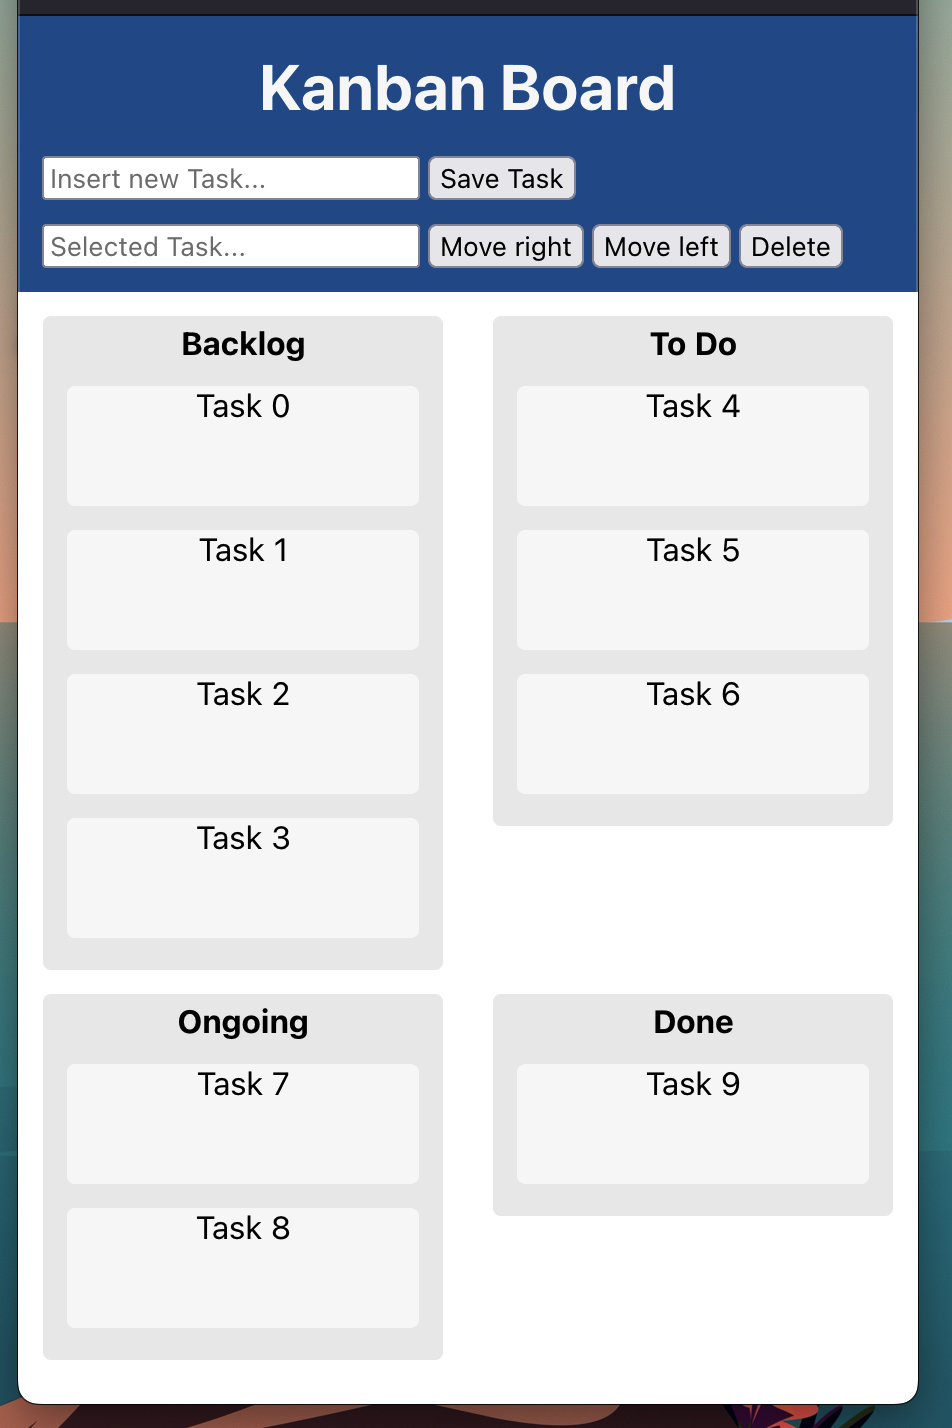 Kanban Board
Insert new Task...
Save Task
Selected Task...
Move right
Move left
Delete
Backlog
Task 0
Task 1
Task 2
Task 3
To Do
Task 4
Task 5
Task 6
Ongoing
Task 7
Task 8
Done
Task 9